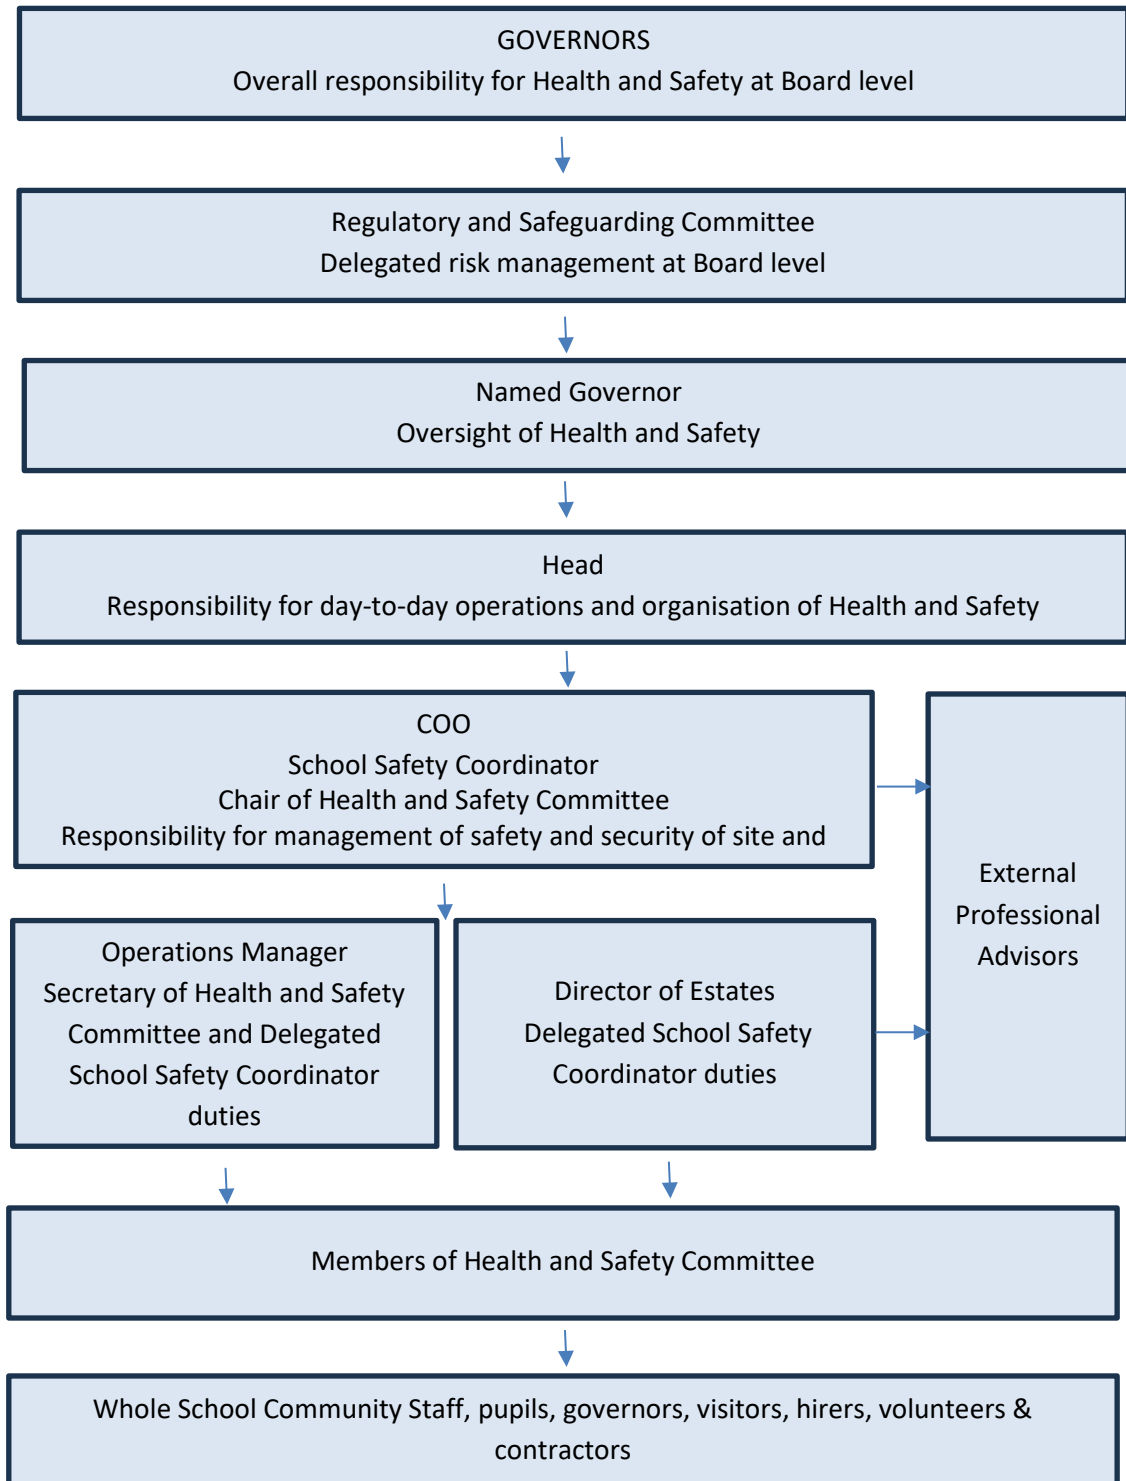 GOVERNORS
Overall responsibility for Health and Safety at Board level
Regulatory and Safeguarding Committee
Delegated risk management at Board level
Named Governor
Oversight of Health and Safety
Head
Responsibility for day-to-day operations and organisation of Health and Safety
COO
School Safety Coordinator
Chair of Health and Safety Committee
Responsibility for management of safety and security of site and
External
Professional
Advisors
Operations Manager
Secretary of Health and Safety
Committee and Delegated
School Safety Coordinator
duties
Director of Estates
Delegated School Safety
Coordinator duties
Members of Health and Safety Committee
Whole School Community Staff, pupils, governors, visitors, hirers, volunteers &
contractors